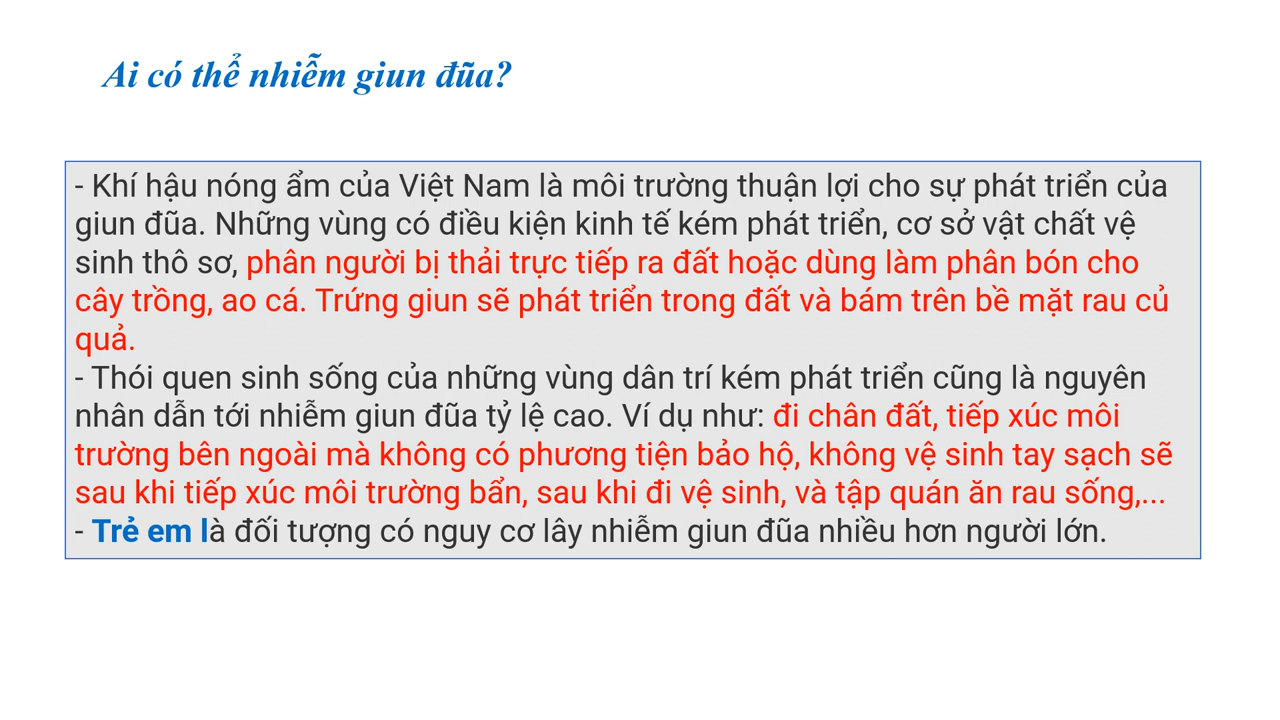 Ai có thể nhiễm giun đũa?
- Khí hậu nóng ẩm của Việt Nam là môi trường thuận lợi cho sự phát triển của
giun đũa. Những vùng có điều kiện kinh tế kém phát triển, cơ sở vật chất vệ
sinh thô sơ, phân người bị thải trực tiếp ra đất hoặc dùng làm phân bón cho
cây trồng, ao cá. Trứng giun sẽ phát triển trong đất và bám trên bề mặt rau củ
quả.
- Thói quen sinh sống của những vùng dân trí kém phát triển cũng là nguyên
nhân dẫn tới nhiễm giun đũa tỷ lệ cao. Ví dụ như: đi chân đất, tiếp xúc môi
trường bên ngoài mà không có phương tiện bảo hộ, không vệ sinh tay sạch sẽ
sau khi tiếp xúc môi trường bẩn, sau khi đi vệ sinh, và tập quán ăn rau sống,...
- Trẻ em là đối tượng có nguy cơ lây nhiễm giun đũa nhiều hơn người lớn.